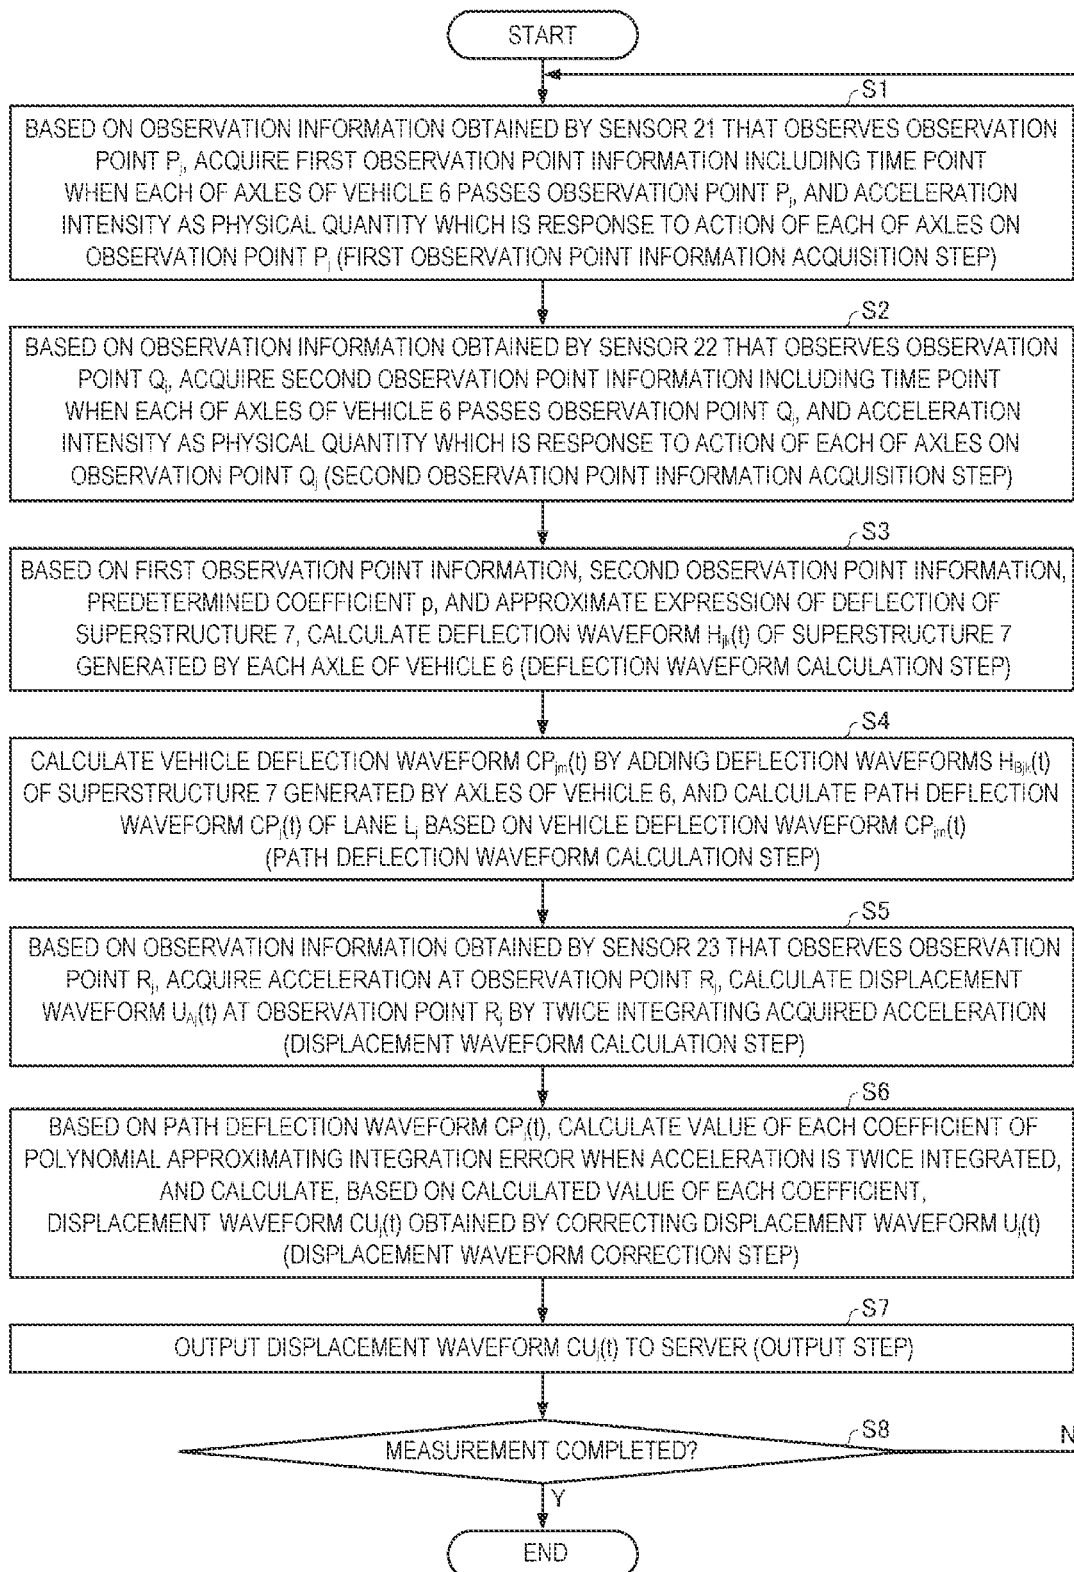 START
S1
BASED ON OBSERVATION INFORMATION OBTAINED BY SENSOR 21 THAT OBSERVES OBSERVATION
POINT Pj, ACQUIRE FIRST OBSERVATION POINT INFORMATION INCLUDING TIME POINT
WHEN EACH OF AXLES OF VEHICLE 6 PASSES OBSERVATION POINT Pj, AND ACCELERATION
INTENSITY AS PHYSICAL QUANTITY WHICH IS RESPONSE TO ACTION OF EACH OF AXLES ON
OBSERVATION POINT Pj (FIRST OBSERVATION POINT INFORMATION ACQUISITION STEP)
S2
BASED ON OBSERVATION INFORMATION OBTAINED BY SENSOR 22 THAT OBSERVES OBSERVATION
POINT Qj, ACQUIRE SECOND OBSERVATION POINT INFORMATION INCLUDING TIME POINT
WHEN EACH OF AXLES OF VEHICLE 6 PASSES OBSERVATION POINT Qj, AND ACCELERATION
INTENSITY AS PHYSICAL QUANTITY WHICH IS RESPONSE TO ACTION OF EACH OF AXLES ON
OBSERVATION POINT Qj (SECOND OBSERVATION POINT INFORMATION ACQUISITION STEP)
S3
BASED ON FIRST OBSERVATION POINT INFORMATION, SECOND OBSERVATION POINT INFORMATION,
PREDETERMINED COEFFICIENT p, AND APPROXIMATE EXPRESSION OF DEFLECTION OF
SUPERSTRUCTURE 7, CALCULATE DEFLECTION WAVEFORM Hjk(t) OF SUPERSTRUCTURE 7
GENERATED BY EACH AXLE OF VEHICLE 6 (DEFLECTION WAVEFORM CALCULATION STEP)
S4
CALCULATE VEHICLE DEFLECTION WAVEFORM CPjm(t) BY ADDING DEFLECTION WAVEFORMS HBjk(t)
OF SUPERSTRUCTURE 7 GENERATED BY AXLES OF VEHICLE 6, AND CALCULATE PATH DEFLECTION
WAVEFORM CPj(t) OF LANE Lj BASED ON VEHICLE DEFLECTION WAVEFORM CPjm(t)
(PATH DEFLECTION WAVEFORM CALCULATION STEP)
S5
BASED ON OBSERVATION INFORMATION OBTAINED BY SENSOR 23 THAT OBSERVES OBSERVATION
POINT Rj, ACQUIRE ACCELERATION AT OBSERVATION POINT Rj, CALCULATE DISPLACEMENT
WAVEFORM UAj(t) AT OBSERVATION POINT Rj BY TWICE INTEGRATING ACQUIRED ACCELERATION
(DISPLACEMENT WAVEFORM CALCULATION STEP)
S6
BASED ON PATH DEFLECTION WAVEFORM CPj(t), CALCULATE VALUE OF EACH COEFFICIENT OF
POLYNOMIAL APPROXIMATING INTEGRATION ERROR WHEN ACCELERATION IS TWICE INTEGRATED,
AND CALCULATE, BASED ON CALCULATED VALUE OF EACH COEFFICIENT,
DISPLACEMENT WAVEFORM CUj(t) OBTAINED BY CORRECTING DISPLACEMENT WAVEFORM Uj(t)
(DISPLACEMENT WAVEFORM CORRECTION STEP)
S7
OUTPUT DISPLACEMENT WAVEFORM CUj(t) TO SERVER (OUTPUT STEP)
S8
MEASUREMENT COMPLETED?
N
Y
END